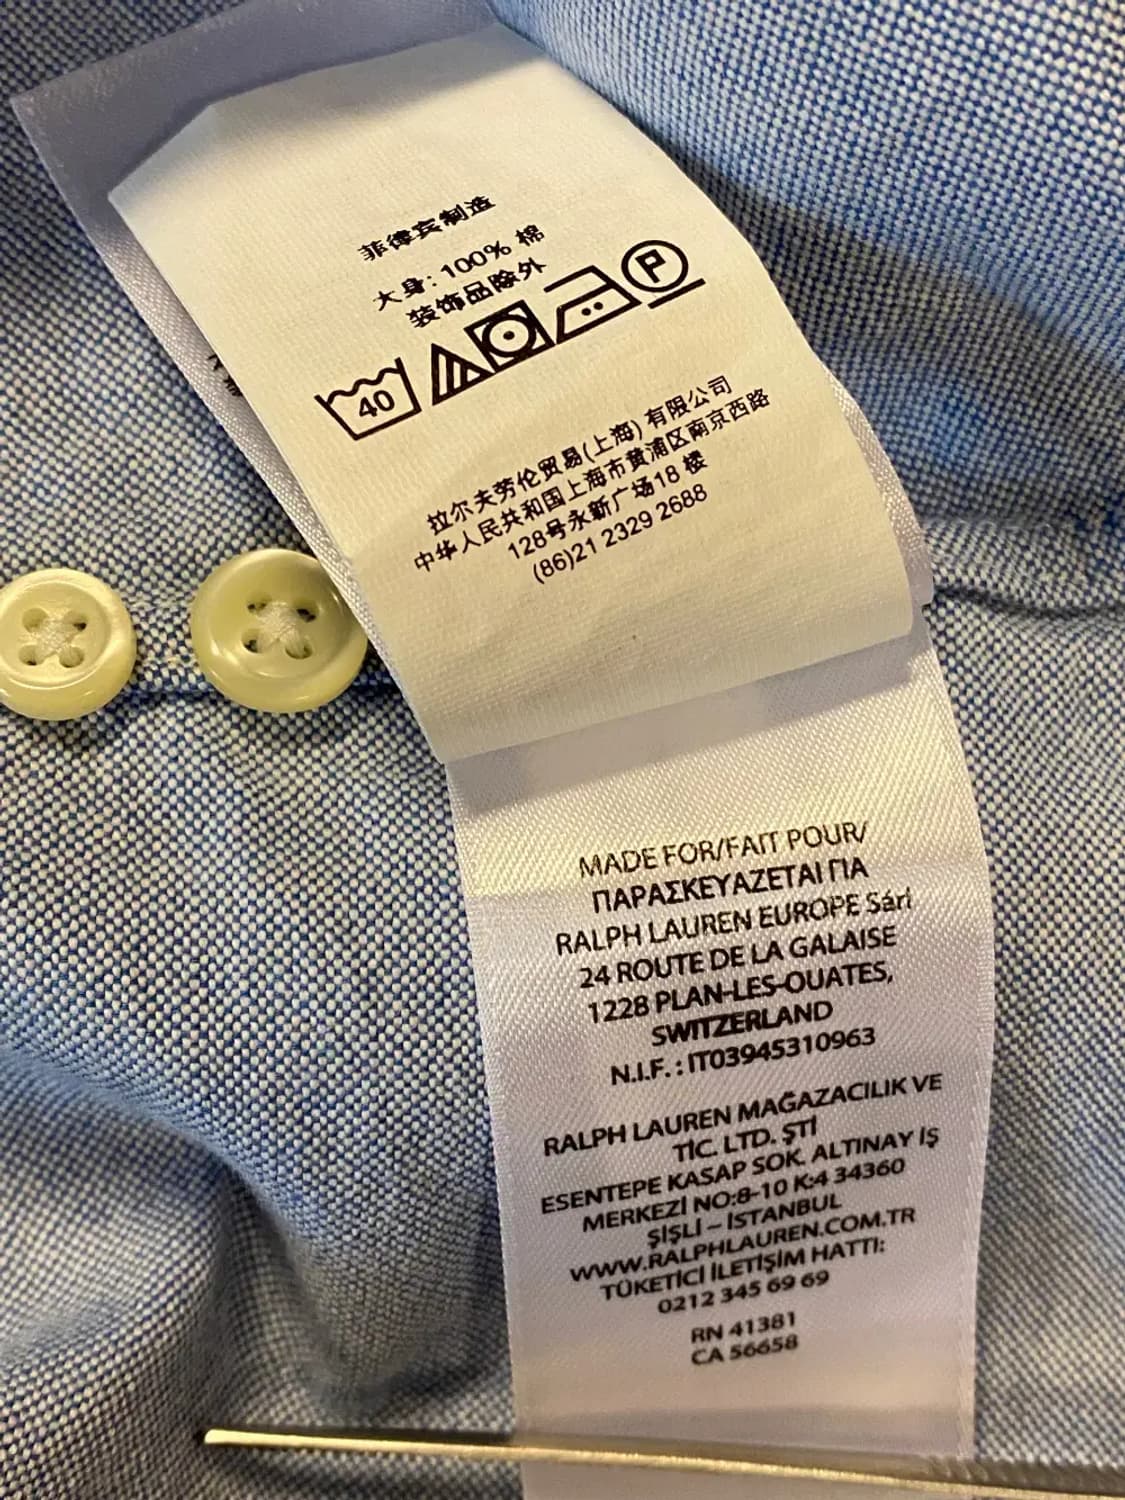 菲律宾制造
大身: 100% 棉
装饰品除外
40
P
拉尔夫劳伦贸易(上海) 有限公司
中华人民共和国上海市黄浦区南京西路
128号永新广场18 楼
(86)21 2329 2688
MADE FOR/FAIT POUR/
ΠΑΡΑΣΚΕΥΑΖΕΤΑΙ ΓΙΑ
RALPH LAUREN EUROPE Sárl
24 ROUTE DE LA GALAISE
1228 PLAN-LES-OUATES,
SWITZERLAND
N.I.F. : IT03945310963
RALPH LAUREN MAĞAZACILIK VE
TİC. LTD. ŞTİ
ESENTEPE KASAP SOK. ALTINAY İŞ
MERKEZİ NO:8-10 K:4 34360
ŞİŞLİ – İSTANBUL
WWW.RALPHLAUREN.COM.TR
TÜKETİCİ İLETİŞİM HATTI:
0212 345 69 69
RN 41381
CA 56658